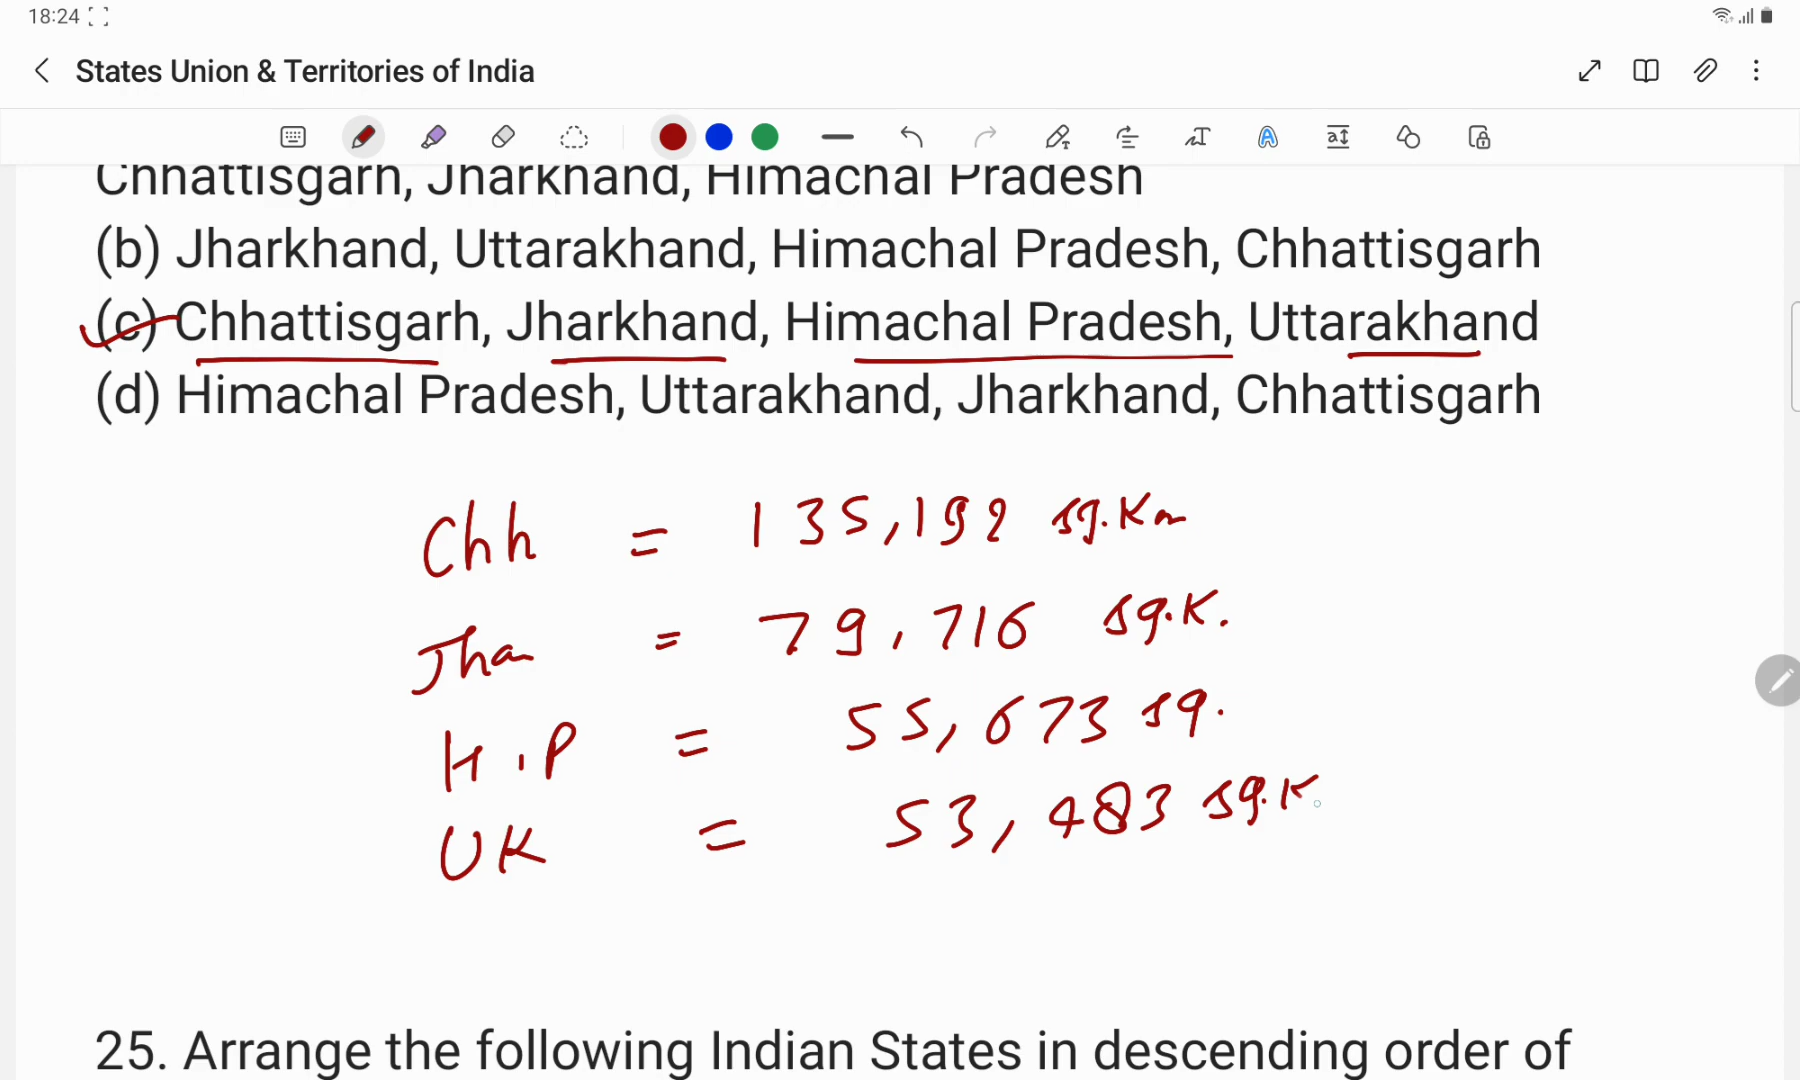 18:24
States Union & Territories of India
Chhattisgarh, Jharkhand, Himachal Pradesh
(b) Jharkhand, Uttarakhand, Himachal Pradesh, Chhattisgarh
(c) Chhattisgarh, Jharkhand, Himachal Pradesh, Uttarakhand
(d) Himachal Pradesh, Uttarakhand, Jharkhand, Chhattisgarh
Chh = 135,192 sq.Km
Jhar = 79,716 sq.K.
H.P = 55,673 sq.
UK = 53,483 sq.K
25. Arrange the following Indian States in descending order of